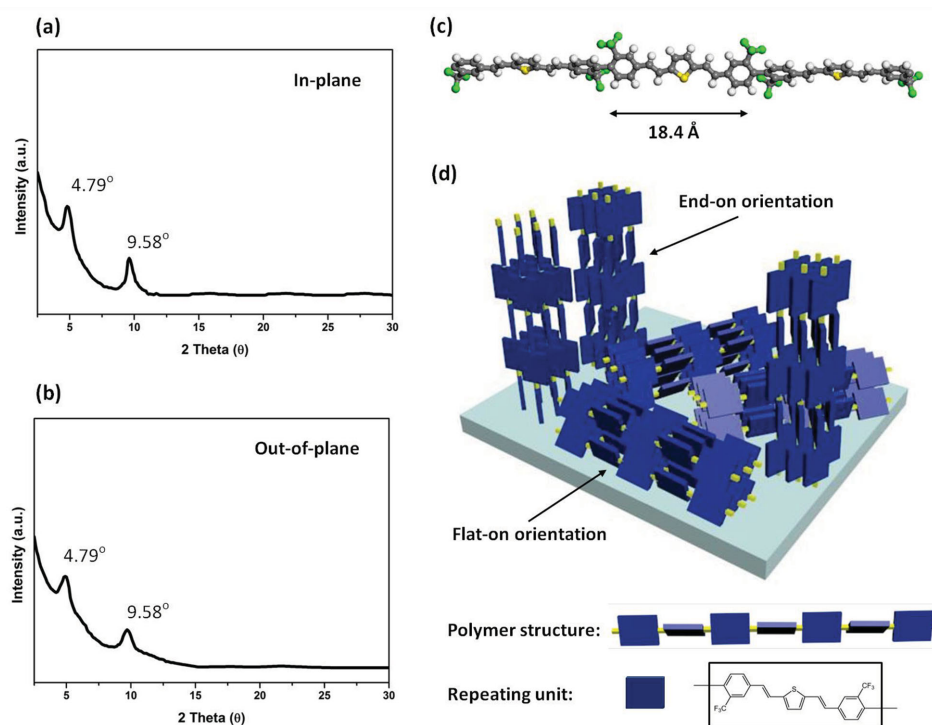 (a)
In-plane
4.79°
9.58°
Intensity (a.u.)
5 10 15 20 25 30
2 Theta (θ)
(b)
Out-of-plane
4.79°
9.58°
Intensity (a.u.)
5 10 15 20 25 30
2 Theta (θ)
(c)
18.4 Å
(d)
End-on orientation
Flat-on orientation
Polymer structure:
Repeating unit:
F₃C
S
CF₃